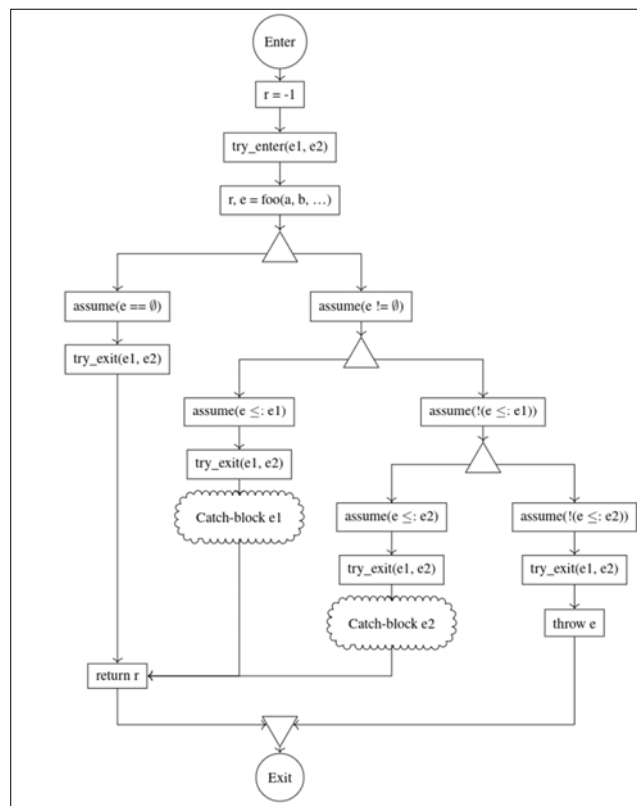 Enter
r = -1
try_enter(e1, e2)
r, e = foo(a, b, …)
assume(e == ∅)
assume(e != ∅)
try_exit(e1, e2)
assume(e ≤: e1)
assume(!(e ≤: e1))
try_exit(e1, e2)
Catch-block e1
assume(e ≤: e2)
assume(!(e ≤: e2))
try_exit(e1, e2)
try_exit(e1, e2)
Catch-block e2
throw e
return r
Exit